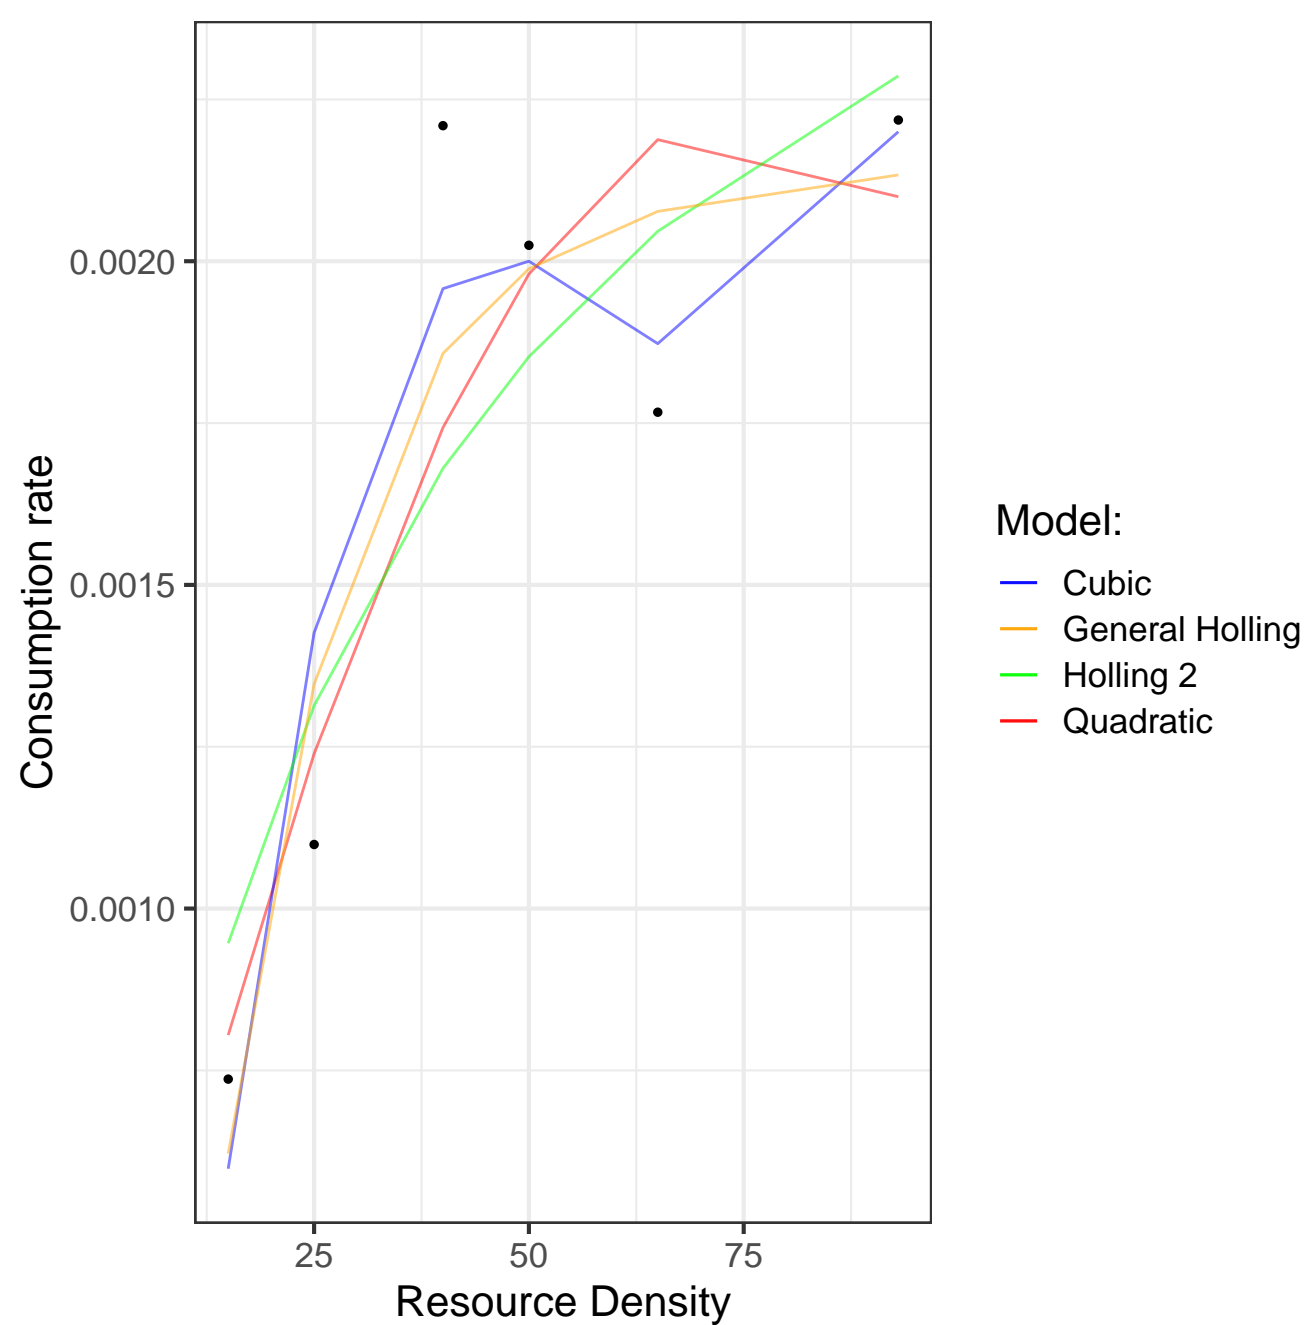 Consumption rate
0.0020
0.0015
0.0010
25 50 75
Resource Density
Model:
Cubic
General Holling
Holling 2
Quadratic